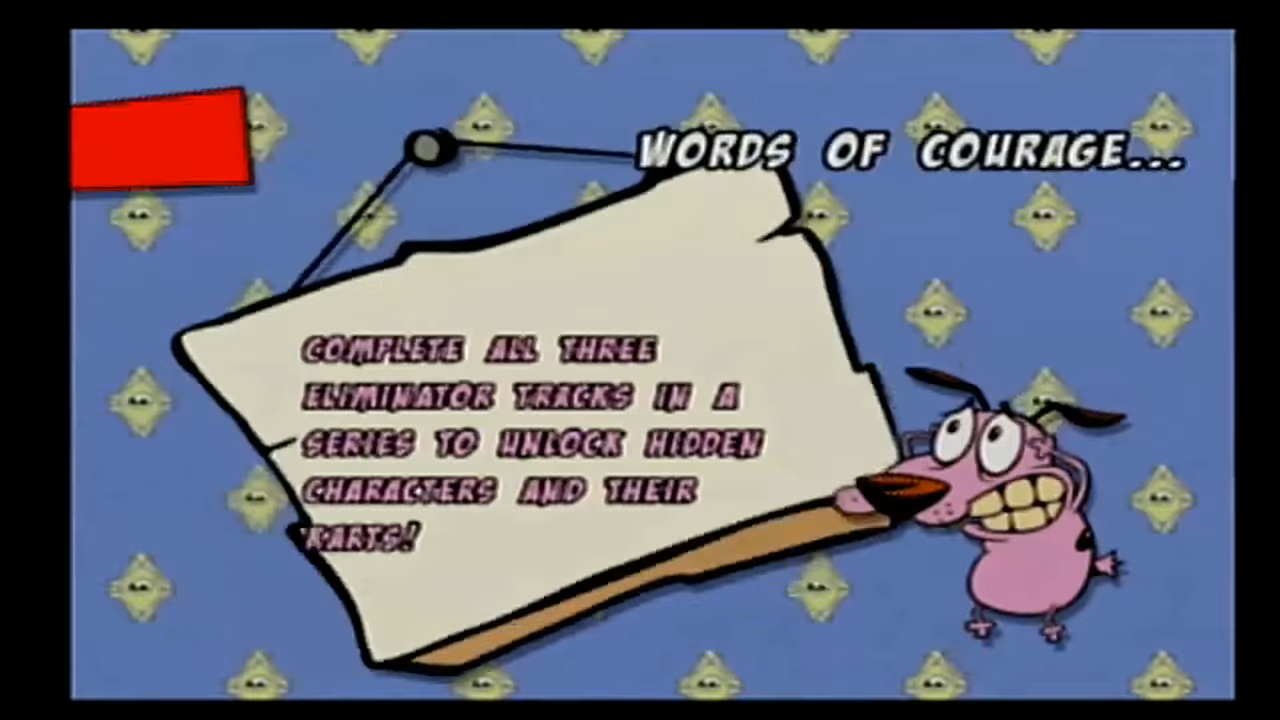 WORDS OF COURAGE...
COMPLETE ALL THREE
ELIMINATOR TRACKS IN A
SERIES TO UNLOCK HIDDEN
CHARACTERS AND THEIR
KARTS!